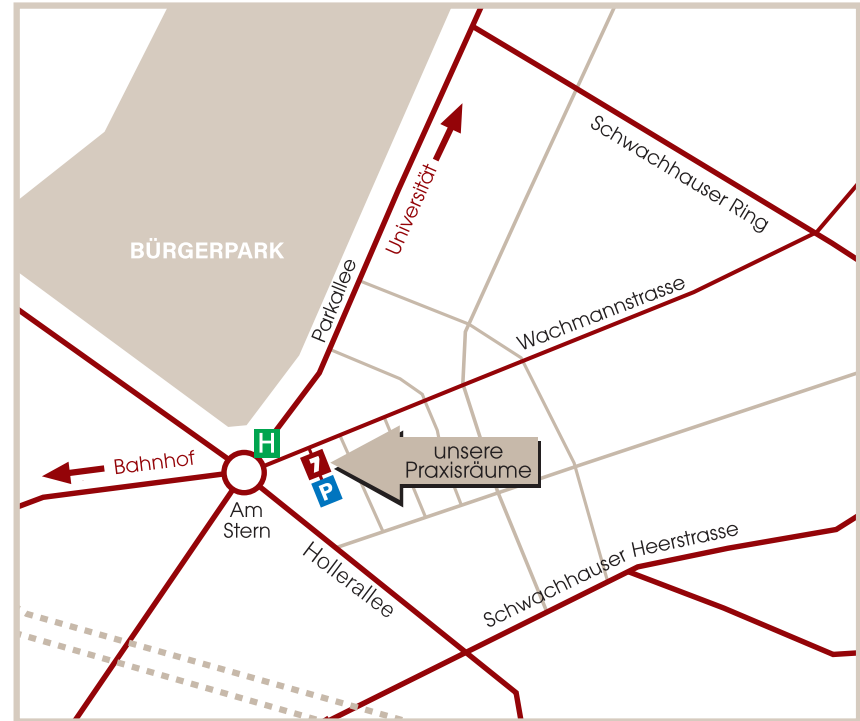 Schwachhauser Ring
Universität
BÜRGERPARK
Parkallee
Wachmannstrasse
H
unsere
Praxisräume
7
P
Bahnhof
Am
Stern
Hollerallee
Schwachhauser Heerstrasse